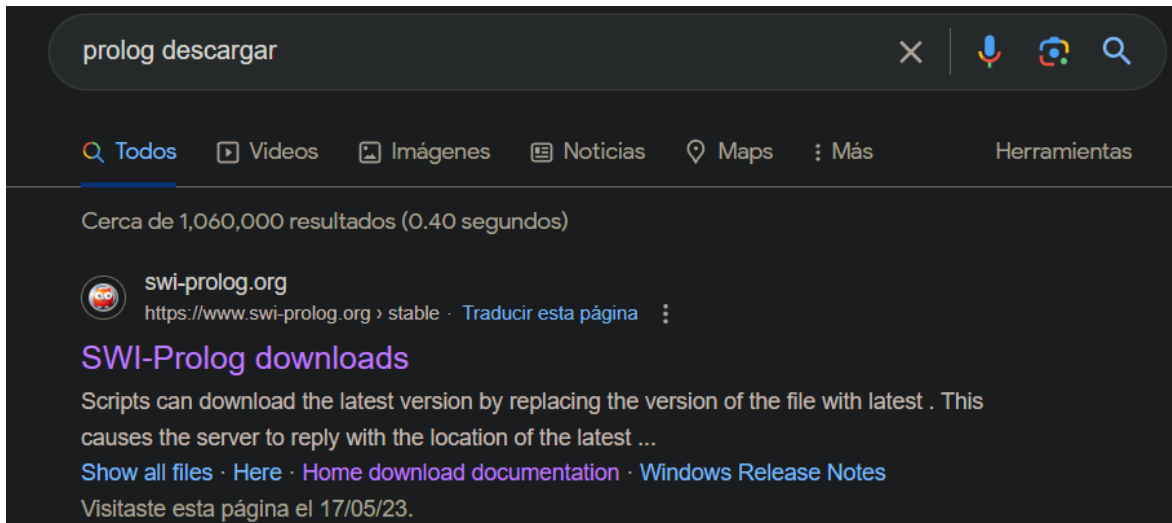 prolog descargar
Todos Videos Imágenes Noticias Maps Más Herramientas
Cerca de 1,060,000 resultados (0.40 segundos)
swi-prolog.org
https://www.swi-prolog.org › stable · Traducir esta página
SWI-Prolog downloads
Scripts can download the latest version by replacing the version of the file with latest . This
causes the server to reply with the location of the latest ...
Show all files · Here · Home download documentation · Windows Release Notes
Visitaste esta página el 17/05/23.